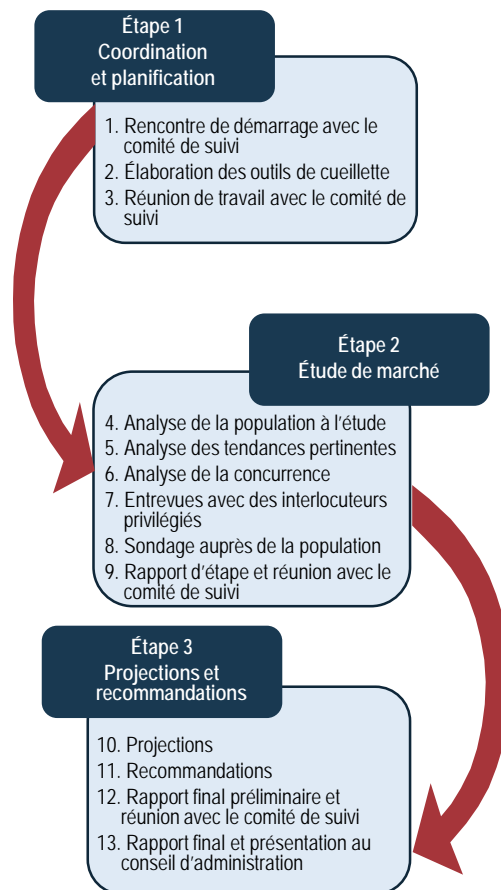 Étape 1
Coordination
et planification
1. Rencontre de démarrage avec le
comité de suivi
2. Élaboration des outils de cueillette
3. Réunion de travail avec le comité de
suivi
Étape 2
Étude de marché
4. Analyse de la population à l'étude
5. Analyse des tendances pertinentes
6. Analyse de la concurrence
7. Entrevues avec des interlocuteurs
privilégiés
8. Sondage auprès de la population
9. Rapport d'étape et réunion avec le
comité de suivi
Étape 3
Projections et
recommandations
10. Projections
11. Recommandations
12. Rapport final préliminaire et
réunion avec le comité de suivi
13. Rapport final et présentation au
conseil d'administration